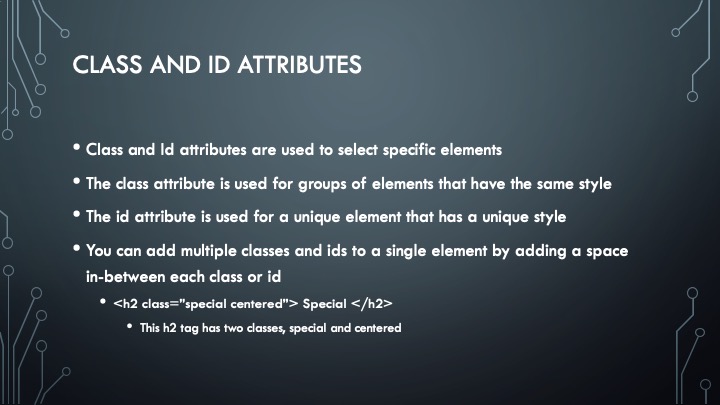 CLASS AND ID ATTRIBUTES
• Class and Id attributes are used to select specific elements
• The class attribute is used for groups of elements that have the same style
• The id attribute is used for a unique element that has a unique style
• You can add multiple classes and ids to a single element by adding a space
in-between each class or id
• <h2 class="special centered"> Special </h2>
• This h2 tag has two classes, special and centered